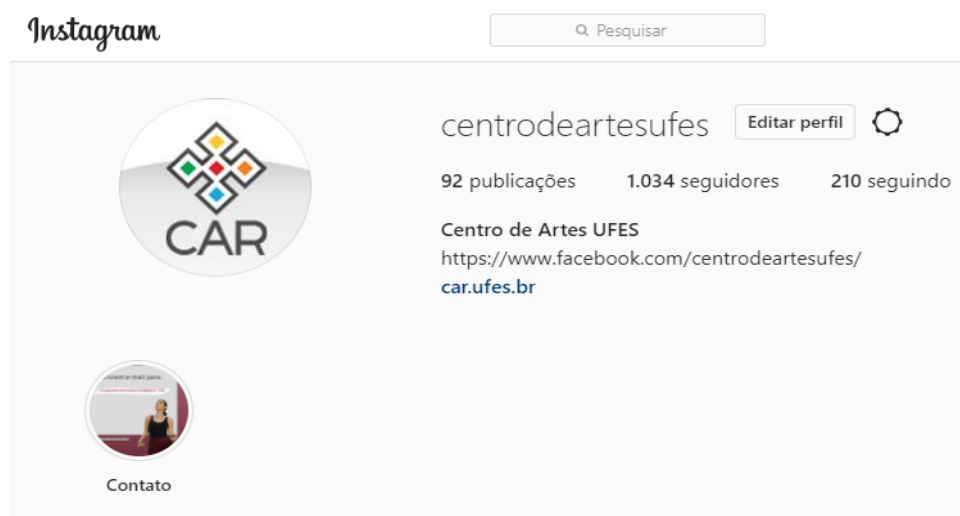 Instagram
Pesquisar
centrodeartesufes Editar perfil
92 publicações 1.034 seguidores 210 seguindo
Centro de Artes UFES
https://www.facebook.com/centrodeartesufes/
car.ufes.br
CAR
Contato